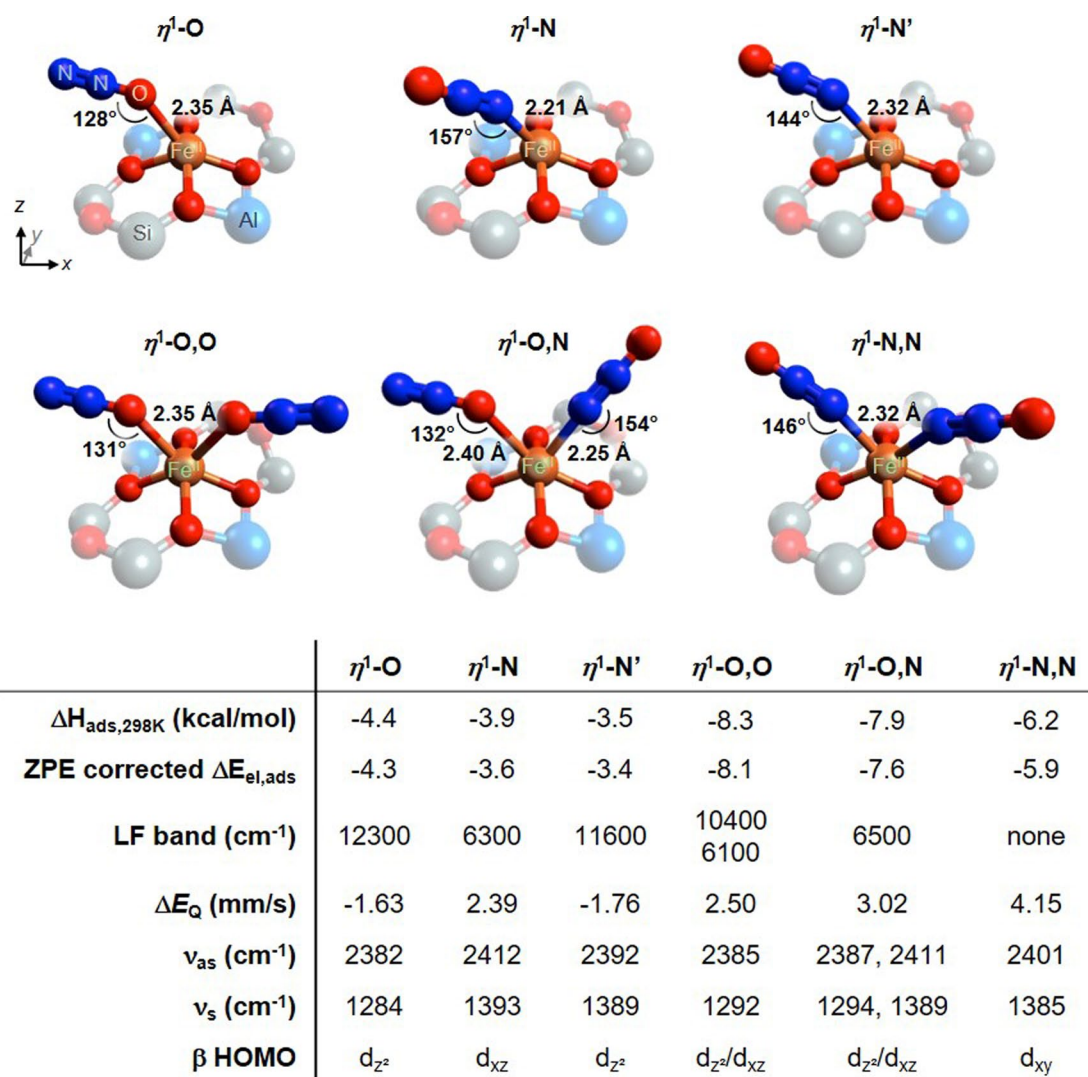 η¹-O η¹-N η¹-N’
N N O 2.35 Å 2.21 Å 2.32 Å
128° 157° 144°
Feᴵᴵ Feᴵᴵ Feᴵᴵ
z
y Si Al
x
η¹-O,O η¹-O,N η¹-N,N
2.35 Å 2.32 Å
131° 132° 154° 146°
2.40 Å 2.25 Å
Feᴵᴵ Feᴵᴵ Feᴵᴵ
η¹-O η¹-N η¹-N’ η¹-O,O η¹-O,N η¹-N,N
ΔHads,298K (kcal/mol) -4.4 -3.9 -3.5 -8.3 -7.9 -6.2
ZPE corrected ΔEel,ads -4.3 -3.6 -3.4 -8.1 -7.6 -5.9
LF band (cm⁻¹) 12300 6300 11600 10400 6100 6500 none
ΔEQ (mm/s) -1.63 2.39 -1.76 2.50 3.02 4.15
νas (cm⁻¹) 2382 2412 2392 2385 2387, 2411 2401
νs (cm⁻¹) 1284 1393 1389 1292 1294, 1389 1385
β HOMO dz² dxz dz² dz²/dxz dz²/dxz dxy